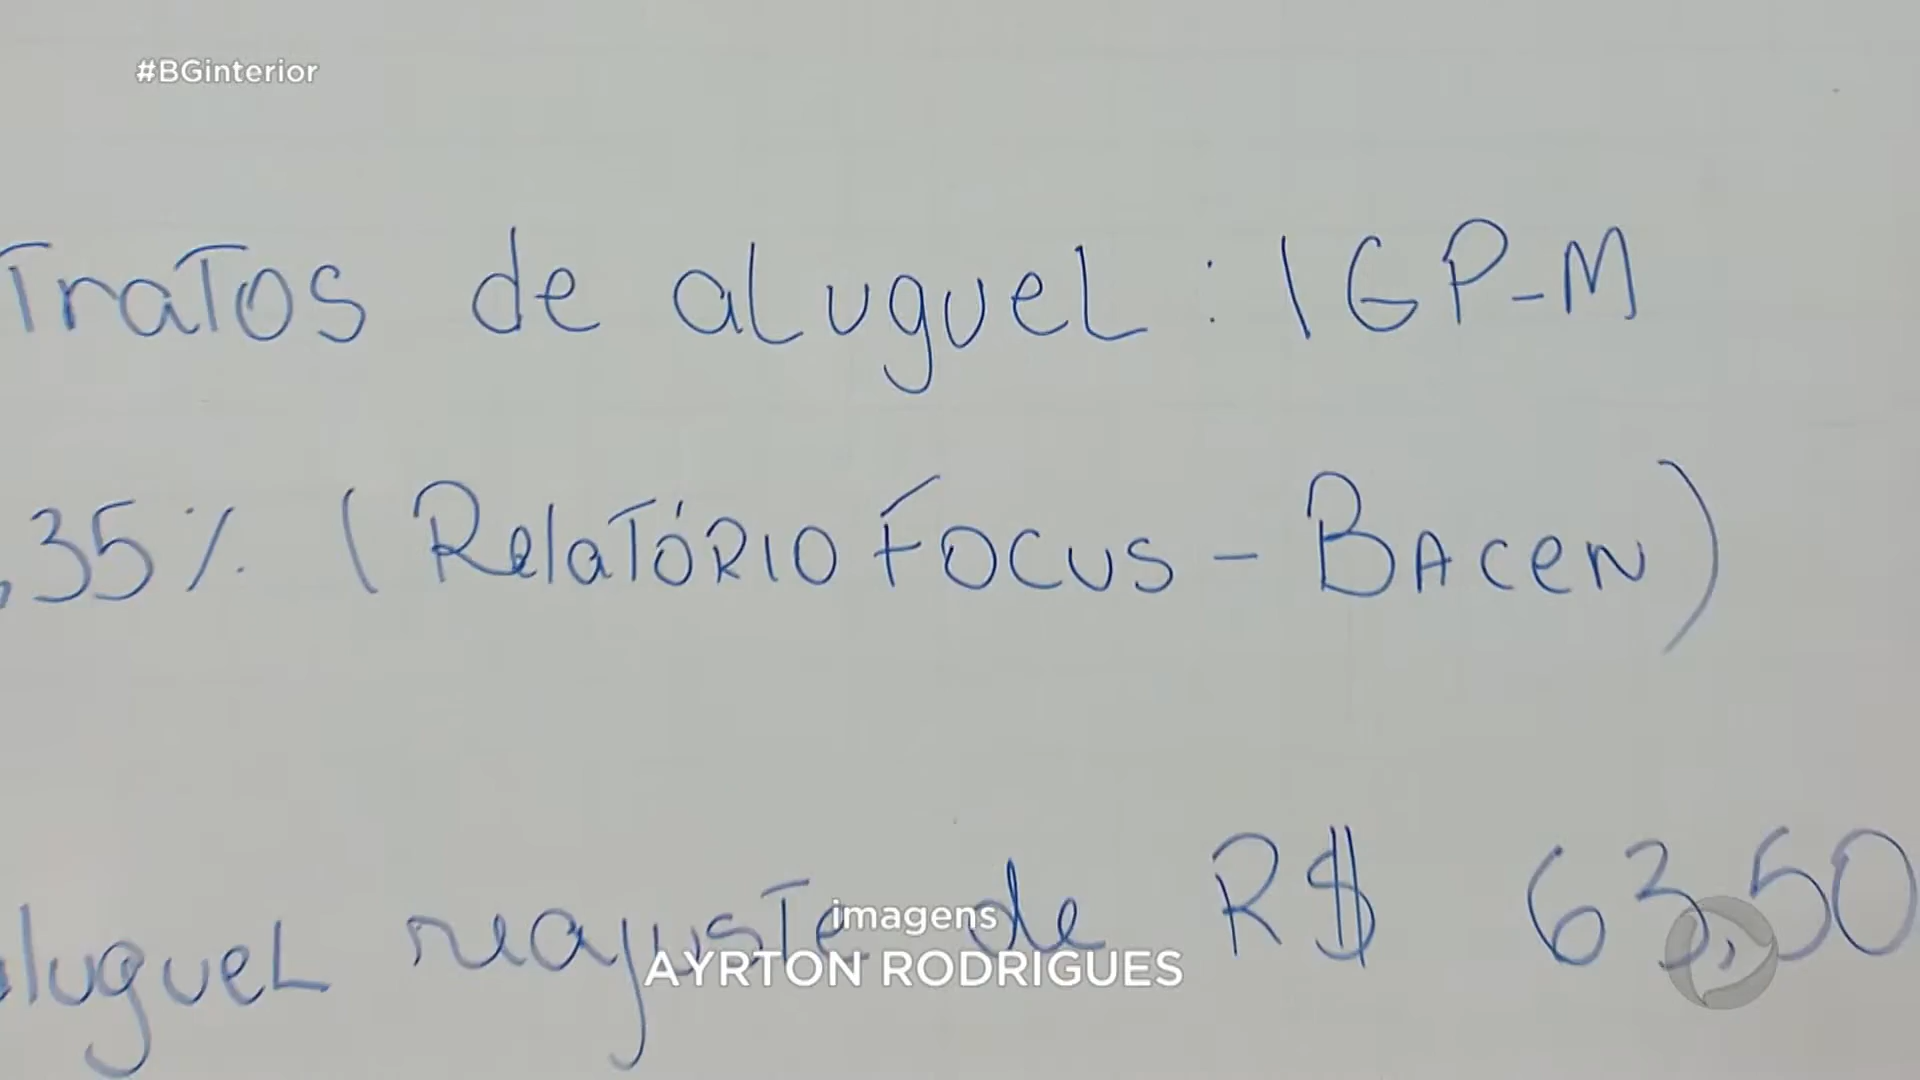 #BGinterior
Tratos de aluguel : IGP-M
,35% (Relatório Focus - Bacen)
luguel reajuste de R$ 63,50
imagens
AYRTON RODRIGUES